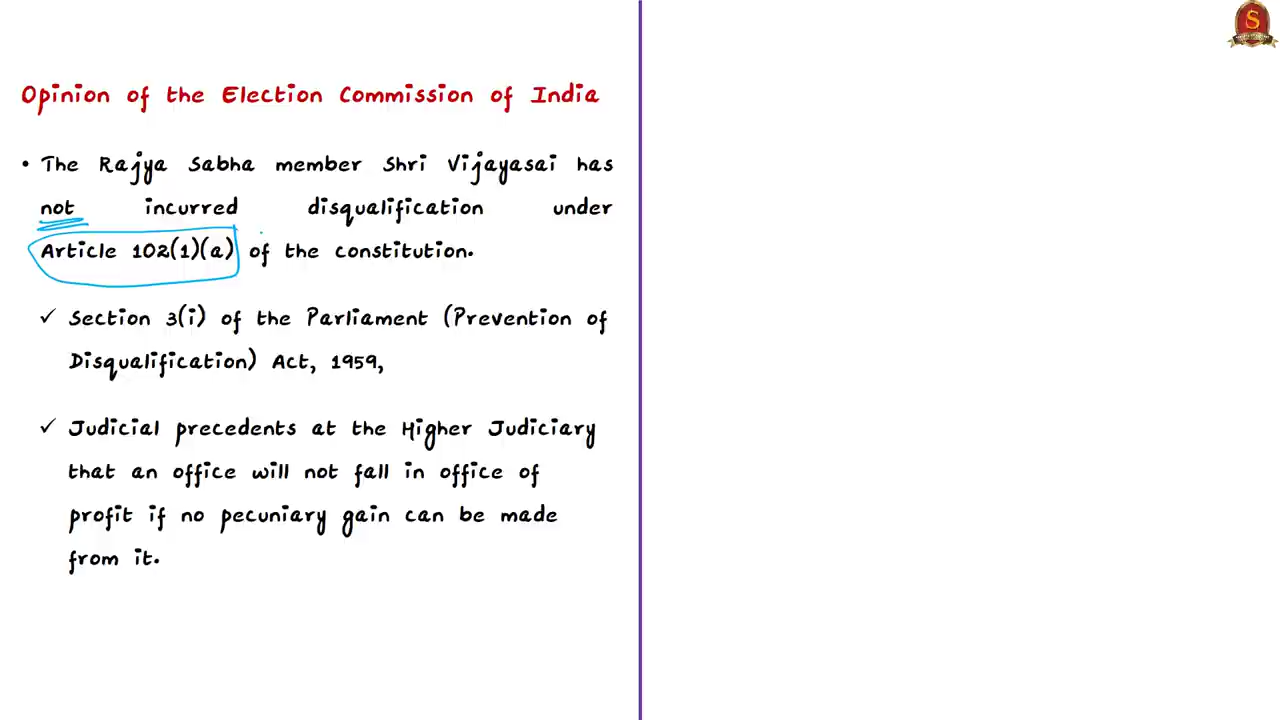 Opinion of the Election Commission of India
• The Rajya Sabha member Shri Vijayasai has
not incurred disqualification under
Article 102(1)(a) of the constitution.
✓ Section 3(i) of the Parliament (Prevention of
Disqualification) Act, 1959,
✓ Judicial precedents at the Higher Judiciary
that an office will not fall in office of
profit if no pecuniary gain can be made
from it.